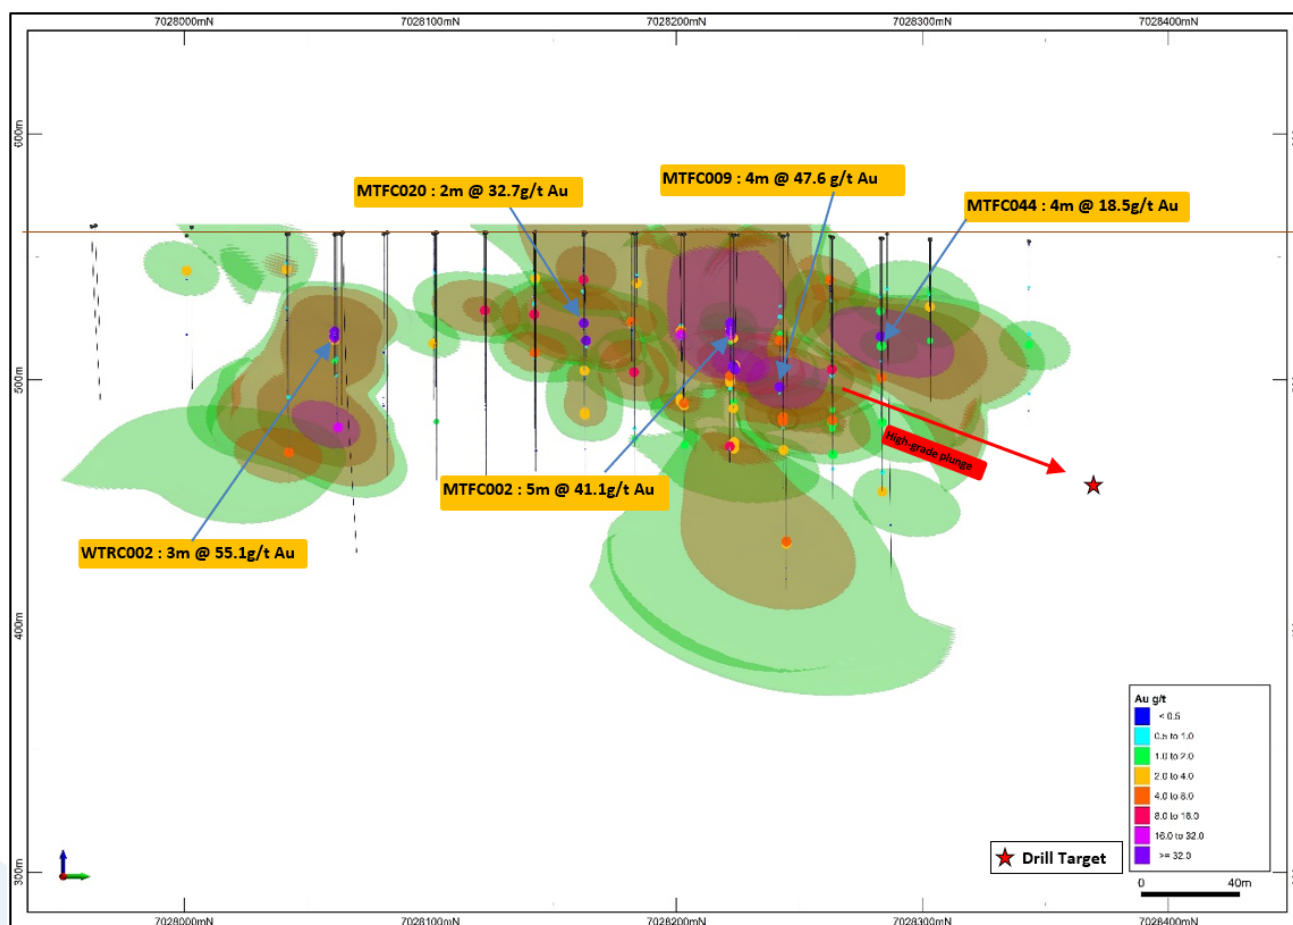 7028000mN
7028100mN
7028200mN
7028300mN
7028400mN
600m
MTFC020 : 2m @ 32.7g/t Au
MTFC009 : 4m @ 47.6 g/t Au
MTFC044 : 4m @ 18.5g/t Au
500m
High-grade plunge
MTFC002 : 5m @ 41.1g/t Au
WTRC002 : 3m @ 55.1g/t Au
400m
Au g/t
< 0.5
0.5 to 1.0
1.0 to 2.0
2.0 to 4.0
4.0 to 8.0
8.0 to 16.0
16.0 to 32.0
>= 32.0
Drill Target
0
40m
300m
7028000mN
7028100mN
7028200mN
7028300mN
7028400mN